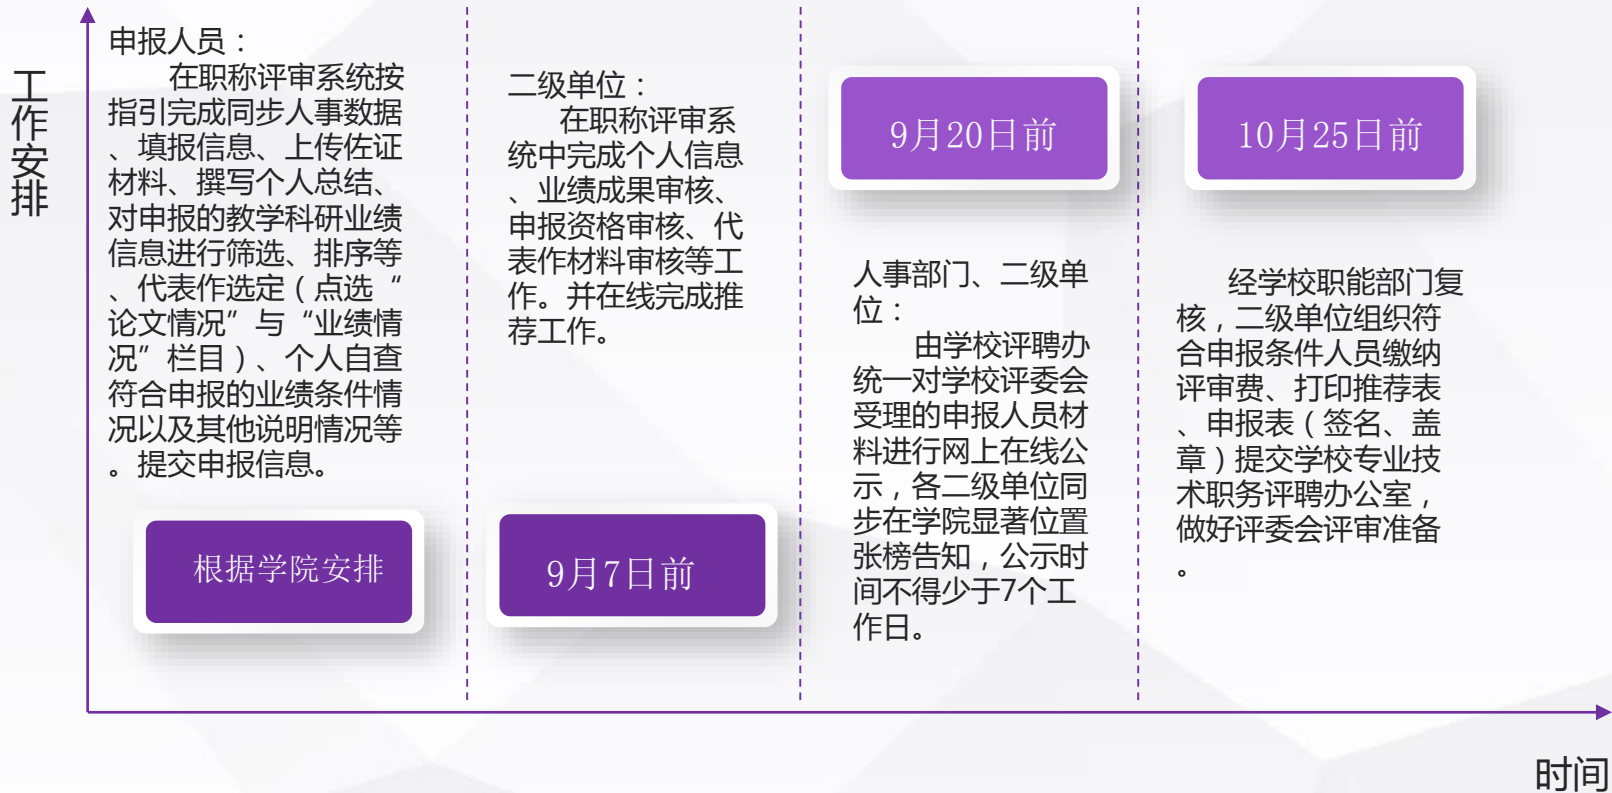 工作安排
申报人员：
在职称评审系统按
指引完成同步人事数据
、填报信息、上传佐证
材料、撰写个人总结、
对申报的教学科研业绩
信息进行筛选、排序等
、代表作选定（点选“
论文情况”与“业绩情
况”栏目）、个人自查
符合申报的业绩条件情
况以及其他说明情况等
。提交申报信息。
根据学院安排
二级单位：
在职称评审系
统中完成个人信息
、业绩成果审核、
申报资格审核、代
表作材料审核等工
作。并在线完成推
荐工作。
9月7日前
9月20日前
人事部门、二级单
位：
由学校评聘办
统一对学校评委会
受理的申报人员材
料进行网上在线公
示，各二级单位同
步在学院显著位置
张榜告知，公示时
间不得少于7个工
作日。
10月25日前
经学校职能部门复
核，二级单位组织符
合申报条件人员缴纳
评审费、打印推荐表
、申报表（签名、盖
章）提交学校专业技
术职务评聘办公室，
做好评委会评审准备
。
时间